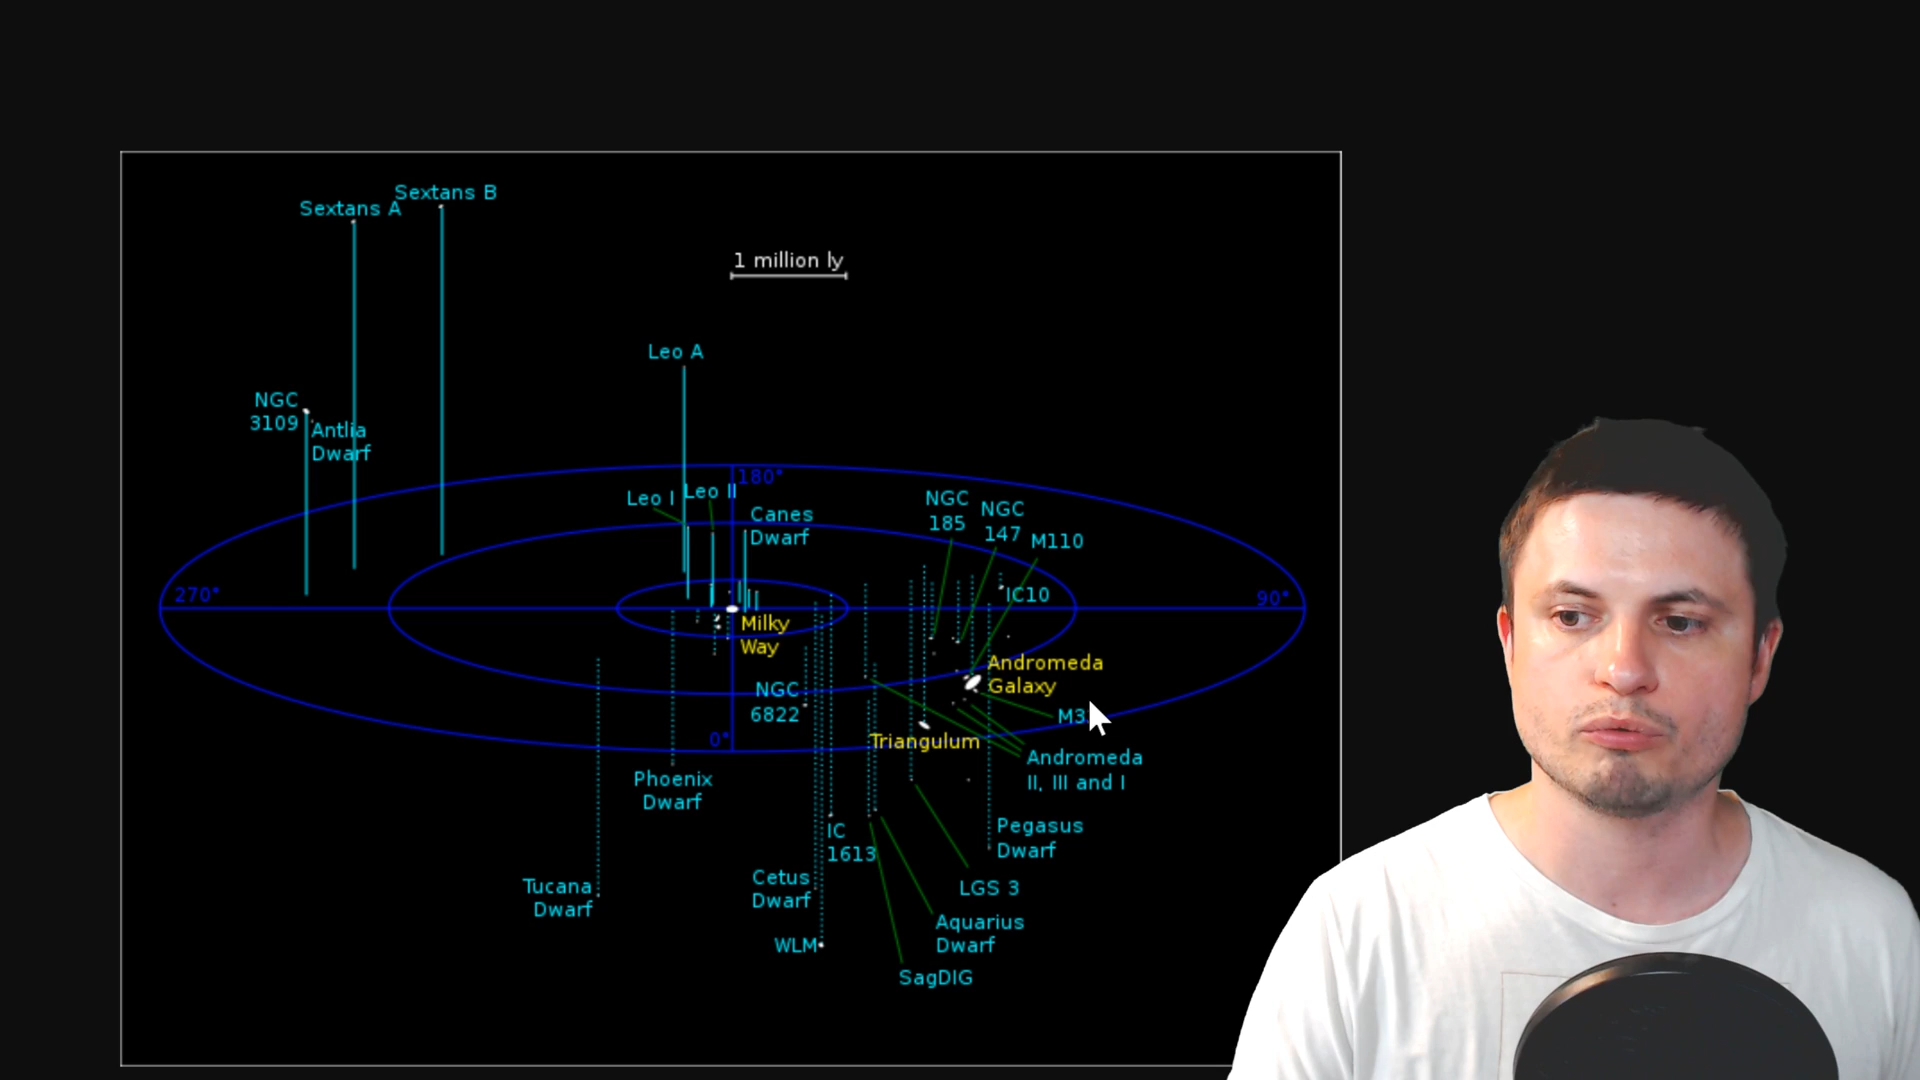 Sextans B
Sextans A
1 million ly
Leo A
NGC
3109
Antlia
Dwarf
180°
Leo I
Leo II
Canes
Dwarf
NGC
185
NGC
147
M110
270°
IC10
90°
Milky
Way
Andromeda
Galaxy
NGC
6822
M3
0°
Triangulum
Andromeda
II, III and I
Phoenix
Dwarf
IC
1613
Pegasus
Dwarf
Tucana
Dwarf
Cetus
Dwarf
LGS 3
WLM
Aquarius
Dwarf
SagDIG